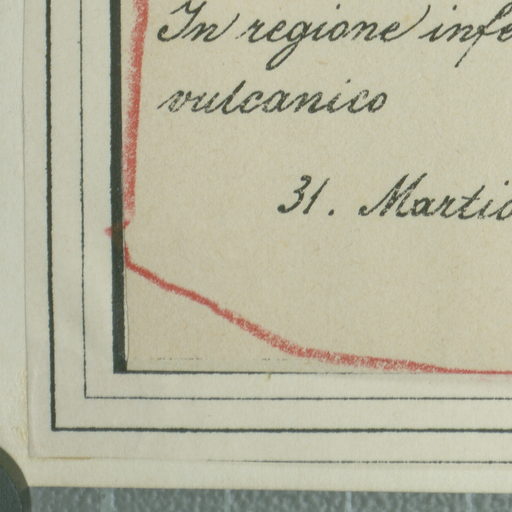 In regione infe
vulcanico
31. Martio